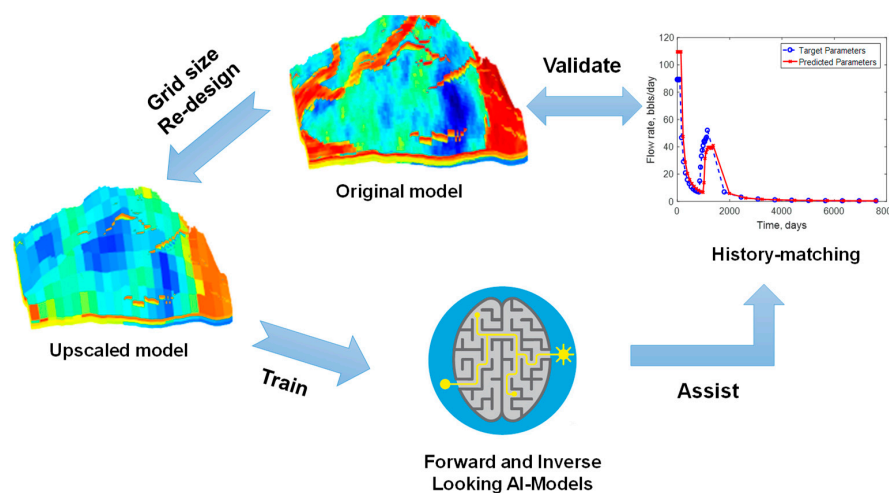 Grid size
Re-design
Original model
Validate
Target Parameters
Predicted Parameters
Flow rate, bbls/day
120
100
80
60
40
20
0
0
2000
4000
6000
800
Time, days
History-matching
Upscaled model
Train
Forward and Inverse
Looking AI-Models
Assist